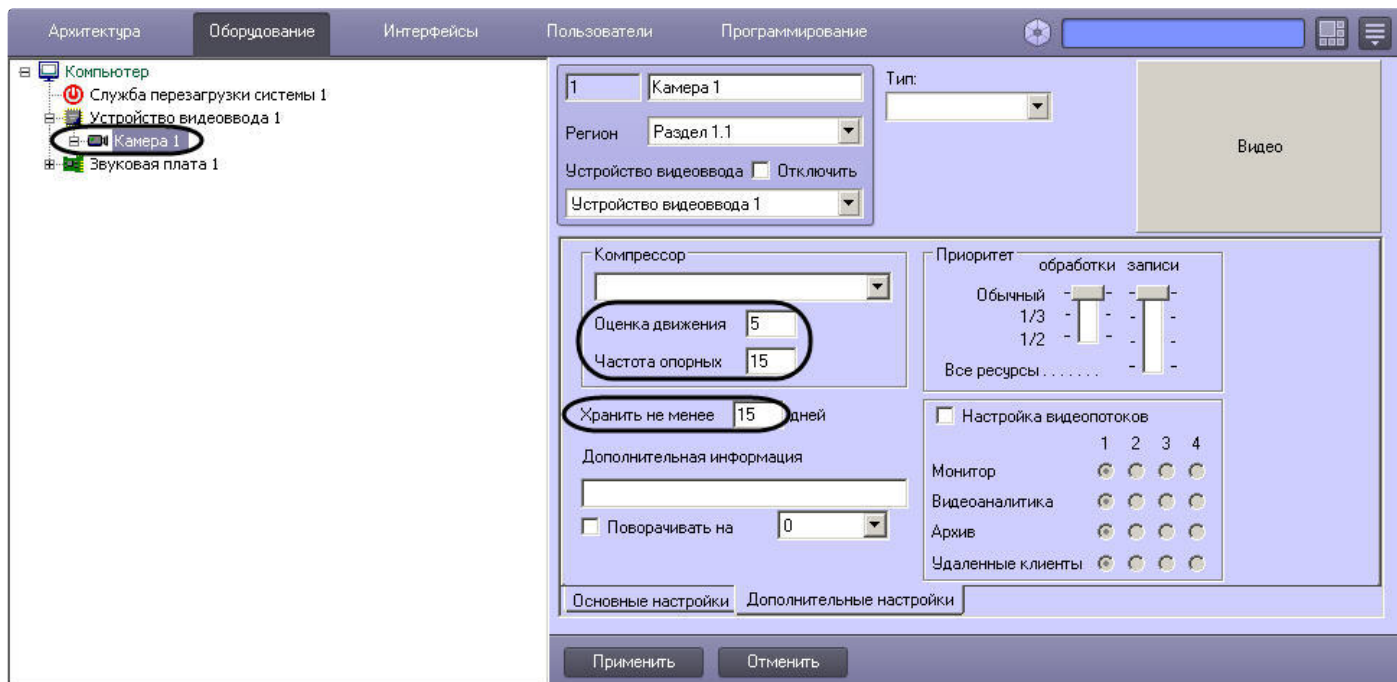 Архитектура Оборудование Интерфейсы Пользователи Программирование
Компьютер
Служба перезагрузки системы 1
Устройство видеоввода 1
Камера 1
Звуковая плата 1
1 Камера 1
Тип:
Регион Раздел 1.1
Устройство видеоввода Отключить
Устройство видеоввода 1
Видео
Компрессор
Оценка движения 5
Частота опорных 15
Хранить не менее 15 дней
Дополнительная информация
Поворачивать на 0
Приоритет
обработки записи
Обычный
1/3
1/2
Все ресурсы.......
Настройка видеопотоков
1 2 3 4
Монитор
Видеоаналитика
Архив
Удаленные клиенты
Основные настройки Дополнительные настройки
Применить Отменить